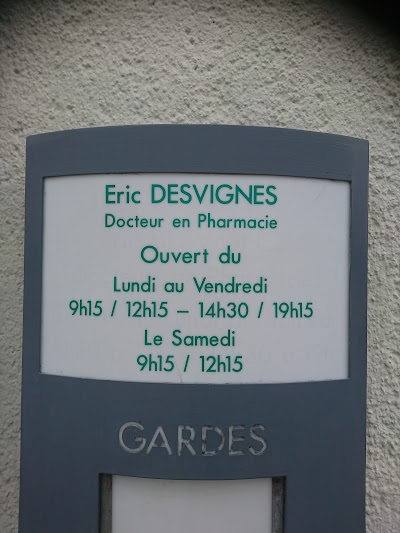 Eric DESVIGNES
Docteur en Pharmacie
Ouvert du
Lundi au Vendredi
9h15 / 12h15 – 14h30 / 19h15
Le Samedi
9h15 / 12h15
GARDES